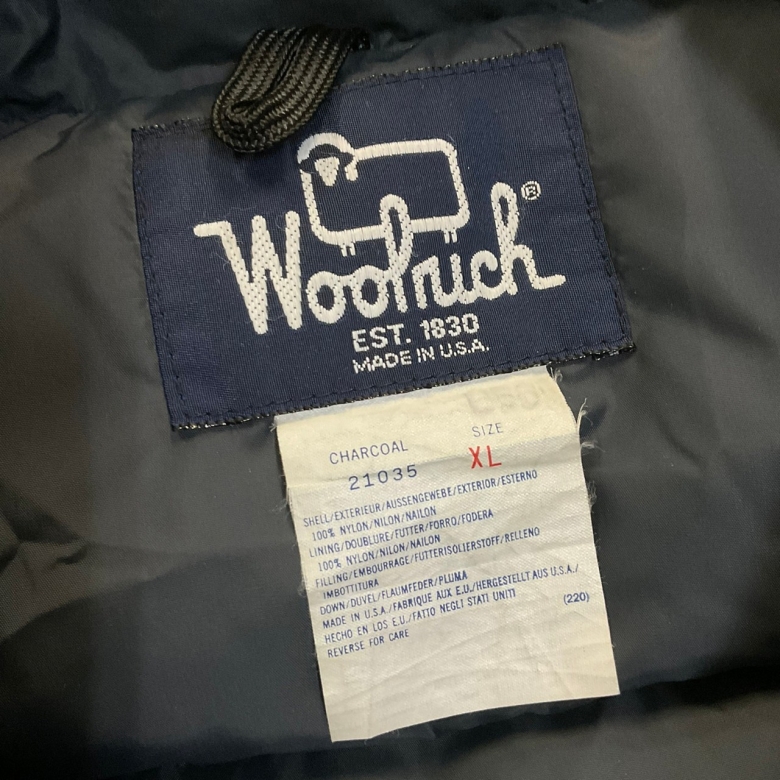 Woolrich®
EST. 1830
MADE IN U.S.A.
CHARCOAL SIZE
21035 XL
SHELL/EXTERIEUR/AUSSENGEWEBE/EXTERIOR/ESTERNO
100% NYLON/NILON/NAILON
LINING/DOUBLURE/FUTTER/FORRO/FODERA
100% NYLON/NILON/NAILON
FILLING/EMBOURRAGE/FUTTERISOLIERSTOFF/RELLENO
IMBOTTITURA
DOWN/DUVEL/FLAUMFEDER/PLUMA
MADE IN U.S.A./FABRIQUE AUX E.U./HERGESTELLT AUS U.S.A./
HECHO EN LOS E.U./FATTO NEGLI STATI UNITI (220)
REVERSE FOR CARE